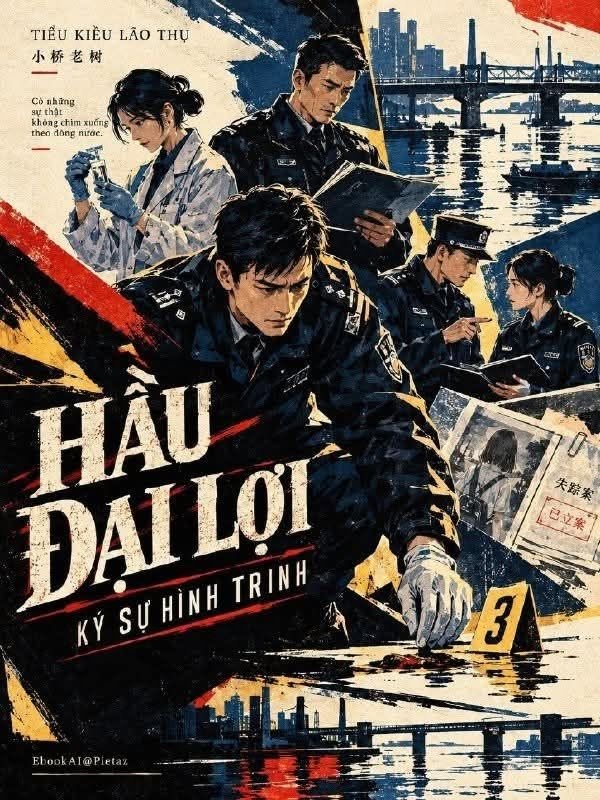 TIỂU KIỀU LÃO THỤ
小桥老树
Có những
sự thật
không chìm xuống
theo dòng nước.
HẦU
ĐẠI LỢI
KÝ SỰ HÌNH TRINH
失踪案
已立案
3
EbookAI@Pietaz